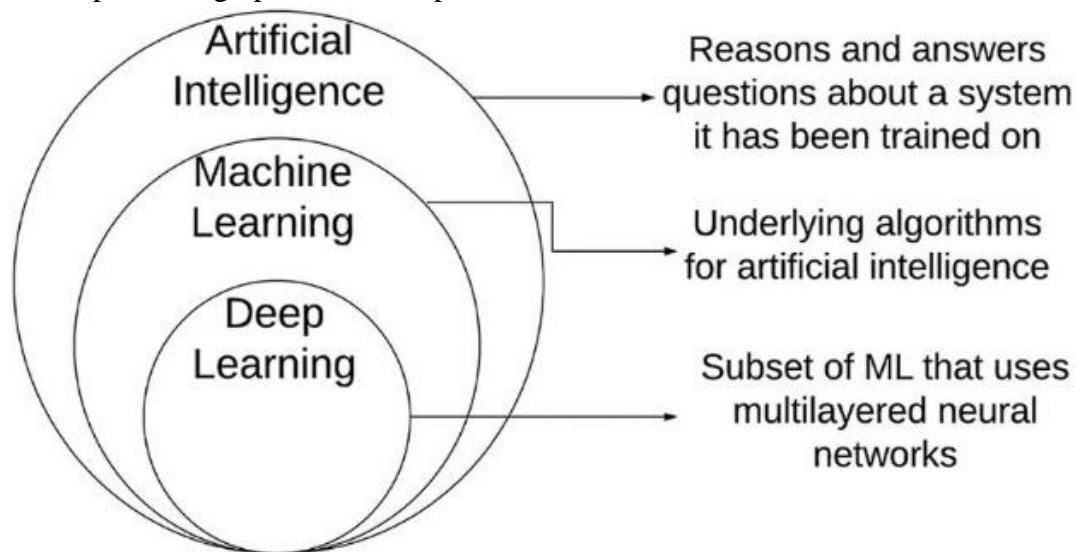 Artificial
Intelligence
Machine
Learning
Deep
Learning
Reasons and answers
questions about a system
it has been trained on
Underlying algorithms
for artificial intelligence
Subset of ML that uses
multilayered neural
networks